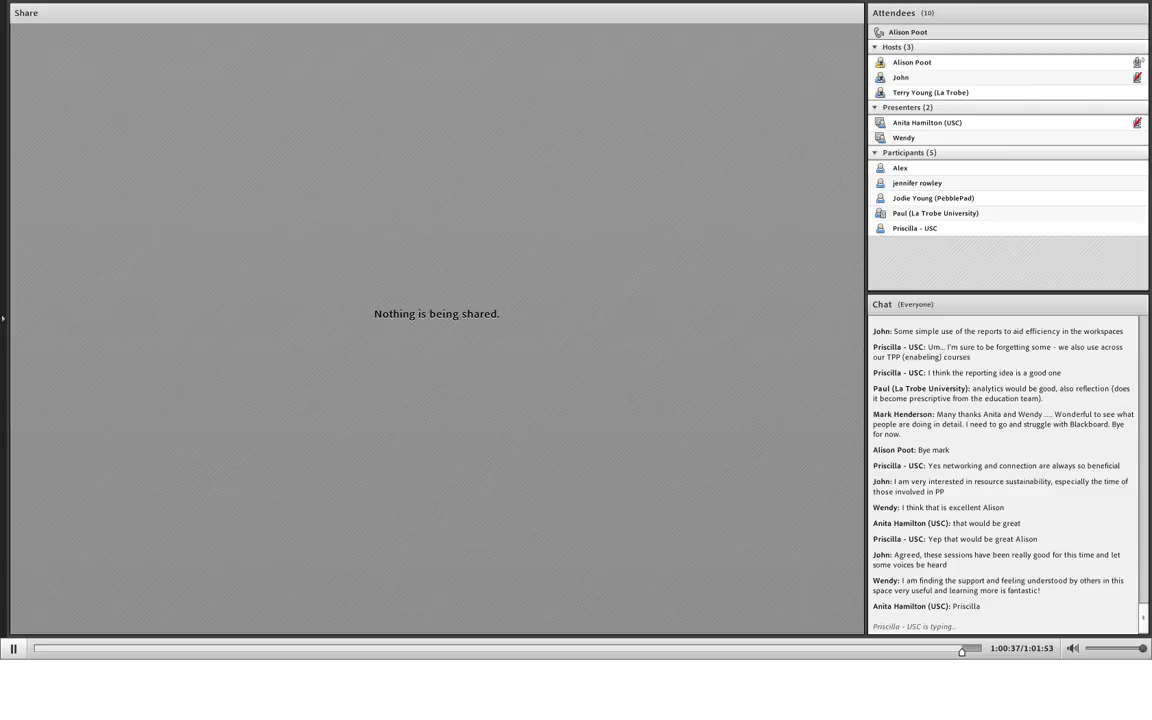 Share
Nothing is being shared.
Attendees (10)
Alison Poot
Hosts (3)
Alison Poot
John
Terry Young (La Trobe)
Presenters (2)
Anita Hamilton (USC)
Wendy
Participants (5)
Alex
jennifer rowley
Jodie Young (PebblePad)
Paul (La Trobe University)
Priscilla - USC
Chat (Everyone)
John: Some simple use of the reports to aid efficiency in the workspaces
Priscilla - USC: Um... I'm sure to be forgetting some - we also use across
our TPP (enabeling) courses
Priscilla - USC: I think the reporting idea is a good one
Paul (La Trobe University): analytics would be good, also reflection (does
it become prescriptive from the education team).
Mark Henderson: Many thanks Anita and Wendy .... Wonderful to see what
people are doing in detail. I need to go and struggle with Blackboard. Bye
for now.
Alison Poot: Bye mark
Priscilla - USC: Yes networking and connection are always so beneficial
John: I am very interested in resource sustainability, especially the time of
those involved in PP
Wendy: I think that is excellent Alison
Anita Hamilton (USC): that would be great
Priscilla - USC: Yep that would be great Alison
John: Agreed, these sessions have been really good for this time and let
some voices be heard
Wendy: I am finding the support and feeling understood by others in this
space very useful and learning more is fantastic!
Anita Hamilton (USC): Priscilla
Priscilla - USC is typing..
1:00:37/1:01:53